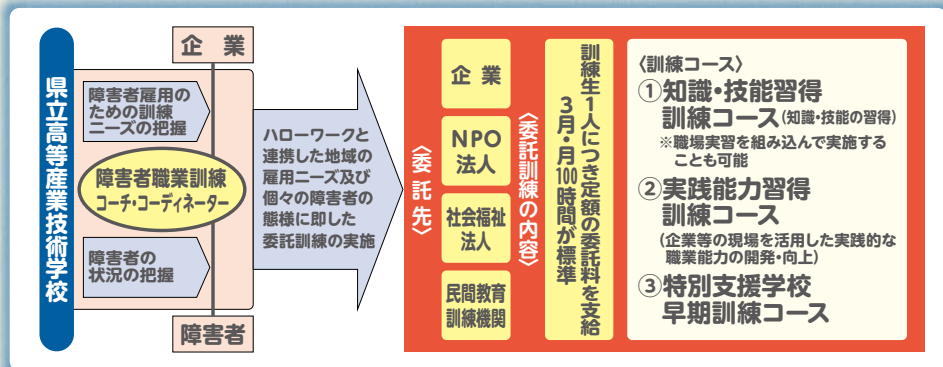 県立高等産業技術学校
企業
障害者雇用の
ための訓練
ニーズの把握
障害者職業訓練
コーチ・コーディネーター
障害者の
状況の把握
障害者
ハローワークと
連携した地域の
雇用ニーズ及び
個々の障害者の
態様に即した
委託訓練の実施
〈委託先〉
企業
NPO
法人
社会福祉
法人
民間教育
訓練機関
〈委託訓練の内容〉
訓練生1人につき定額の委託料を支給
3月・月100時間が標準
〈訓練コース〉
①知識・技能習得
訓練コース(知識・技能の習得)
※職場実習を組み込んで実施する
ことも可能
②実践能力習得
訓練コース
(企業等の現場を活用した実践的な
職業能力の開発・向上)
③特別支援学校
早期訓練コース